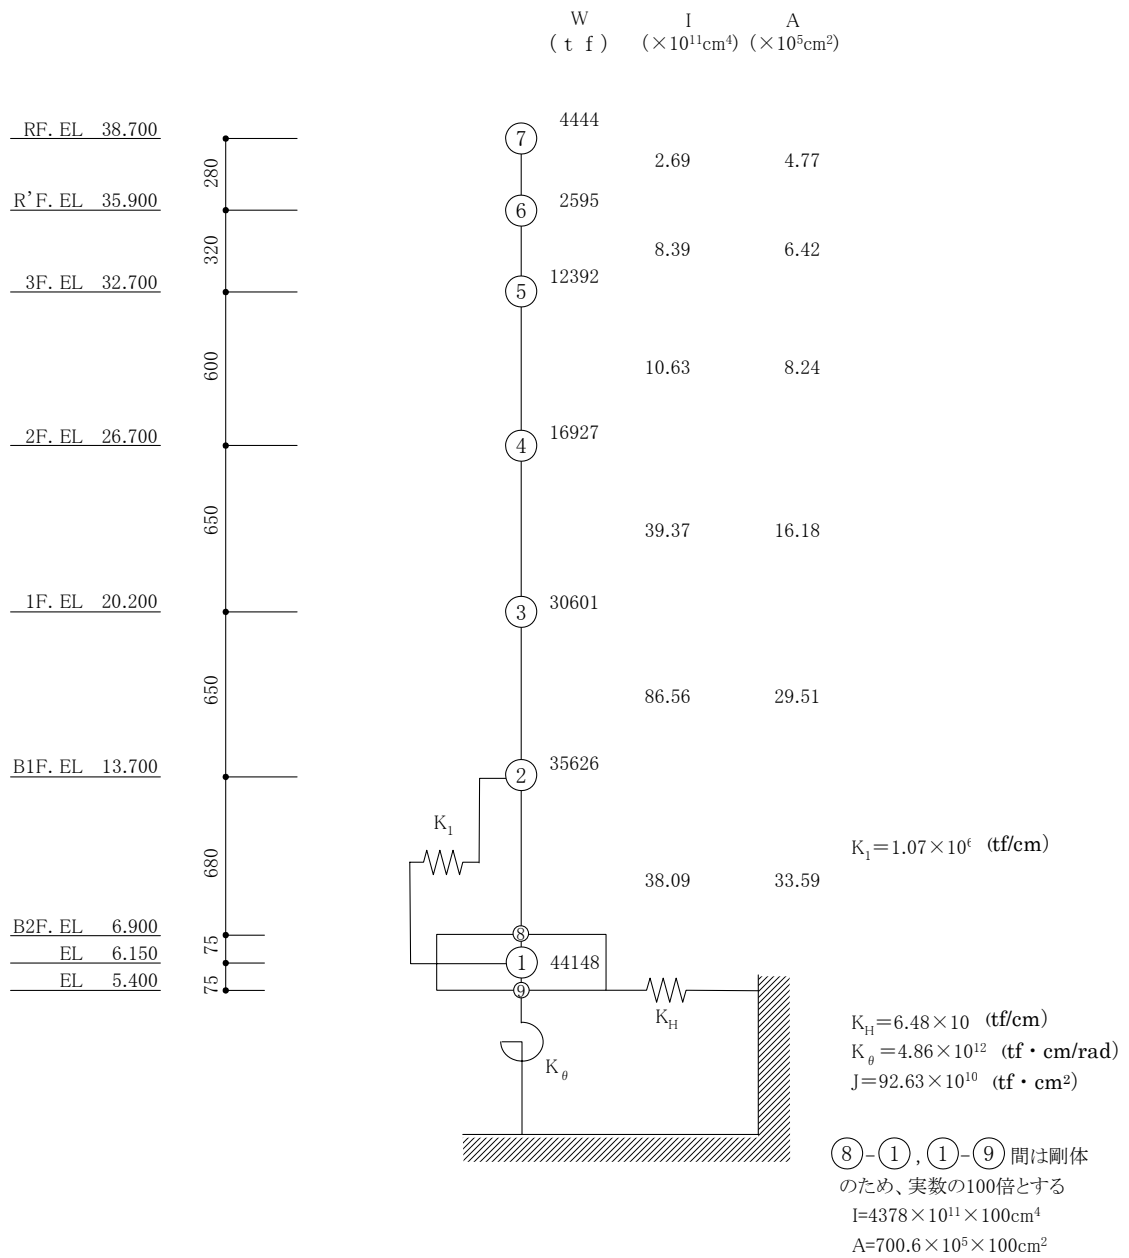 W I A
(tf) (×10¹¹cm⁴) (×10⁵cm²)
RF. EL 38.700
7 4444
280
2.69 4.77
R'F. EL 35.900
6 2595
320
8.39 6.42
3F. EL 32.700
5 12392
600
10.63 8.24
2F. EL 26.700
4 16927
650
39.37 16.18
1F. EL 20.200
3 30601
650
86.56 29.51
B1F. EL 13.700
2 35626
K₁
K₁=1.07×10 (tf/cm)
680
38.09 33.59
B2F. EL 6.900
8
75
EL 6.150
1 44148
75
EL 5.400
9
K_H
K_θ
K_H=6.48×10 (tf/cm)
K_θ=4.86×10¹² (tf・cm/rad)
J=92.63×10¹⁰ (tf・cm²)
⑧-①,①-⑨間は剛体
のため、実数の100倍とする
I=4378×10¹¹×100cm⁴
A=700.6×10⁵×100cm²